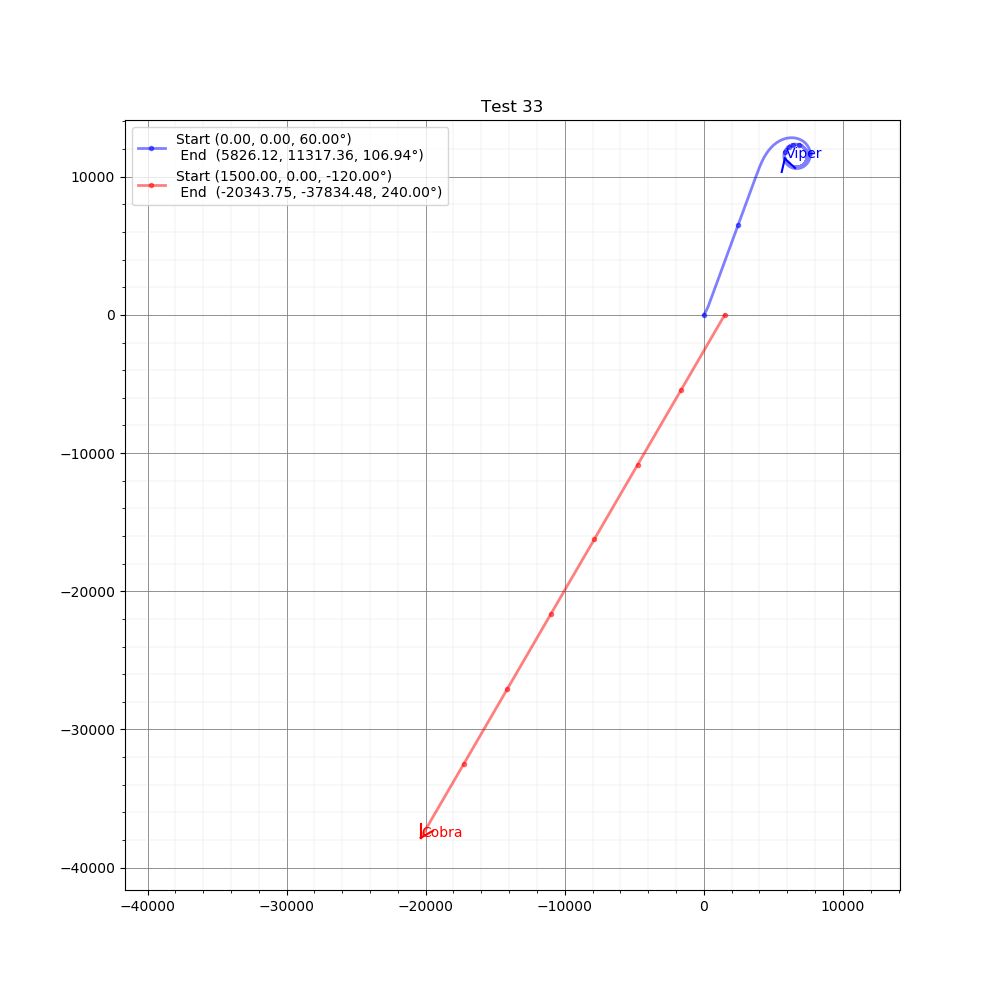 Test 33
Start (0.00, 0.00, 60.00°)
End  (5826.12, 11317.36, 106.94°)
Start (1500.00, 0.00, -120.00°)
End  (-20343.75, -37834.48, 240.00°)
Viper
10000
0
−10000
−20000
−30000
−40000
Cobra
−40000 −30000 −20000 −10000 0 10000